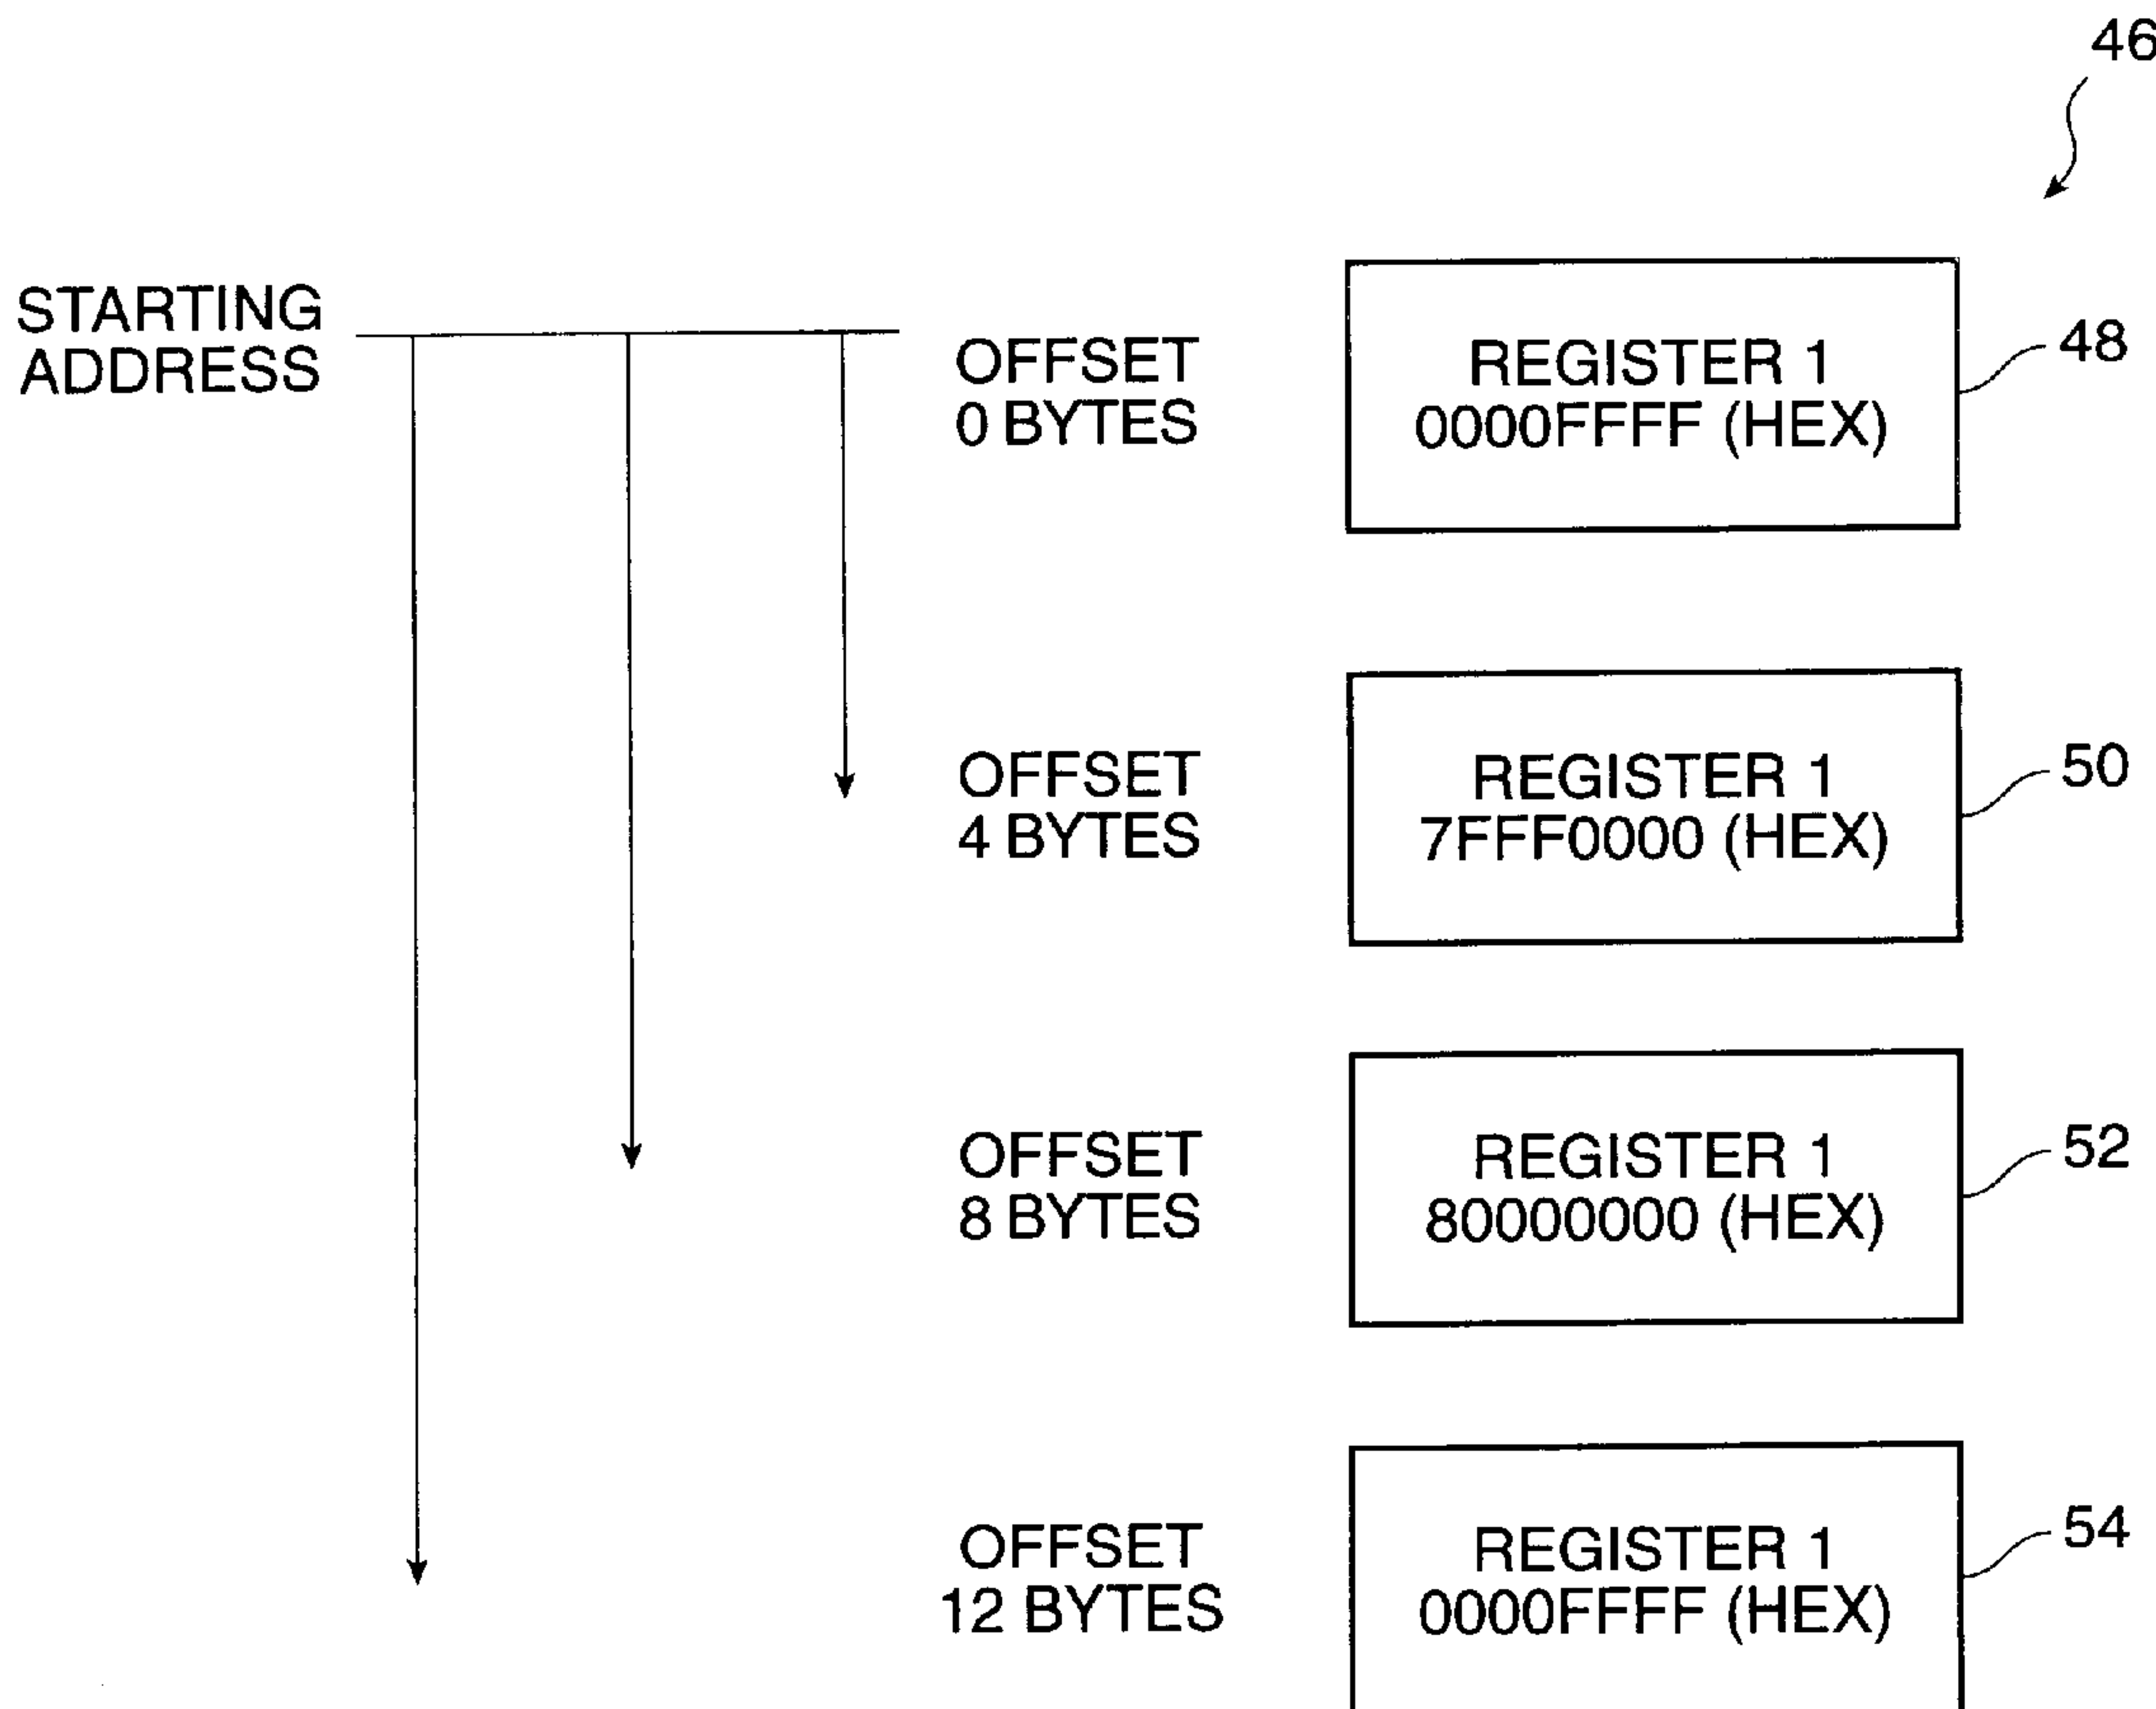 46
STARTING
ADDRESS
OFFSET
0 BYTES
REGISTER 1
0000FFFF (HEX)
48
OFFSET
4 BYTES
REGISTER 1
7FFF0000 (HEX)
50
OFFSET
8 BYTES
REGISTER 1
80000000 (HEX)
52
OFFSET
12 BYTES
REGISTER 1
0000FFFF (HEX)
54